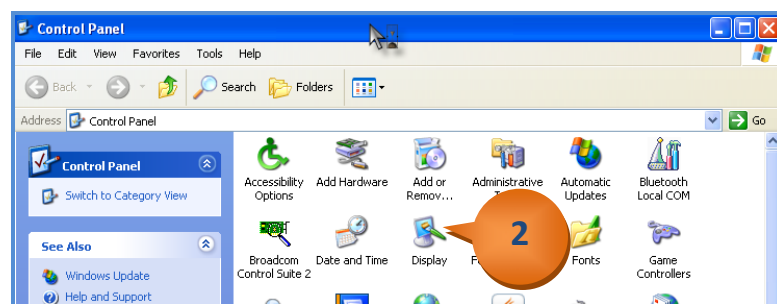 Control Panel
File Edit View Favorites Tools Help
Back Search Folders
Address Control Panel Go
Control Panel
Switch to Category View
See Also
Windows Update
Help and Support
Accessibility Options
Add Hardware
Add or Remov...
Administrative
Automatic Updates
Bluetooth Local COM
Broadcom Control Suite 2
Date and Time
Display
2
Fonts
Game Controllers